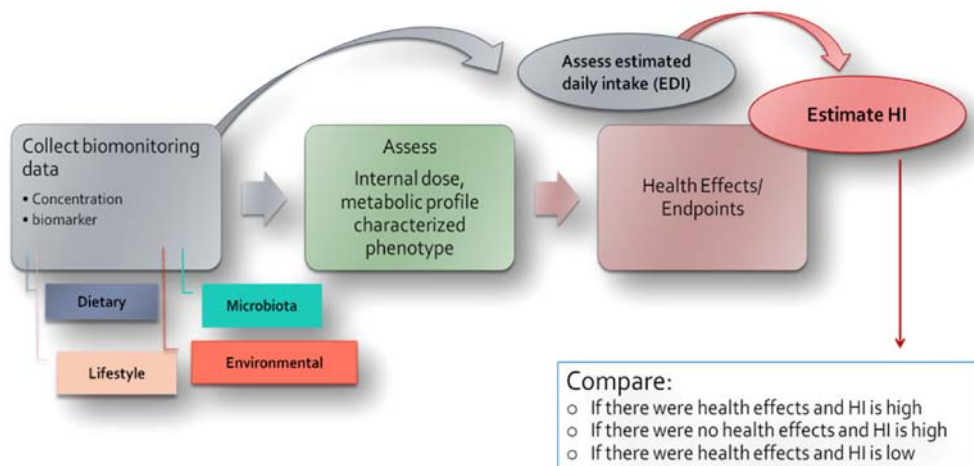 Assess estimated
daily intake (EDI)
Estimate HI
Collect biomonitoring
data
▪ Concentration
▪ biomarker
Assess
Internal dose,
metabolic profile
characterized
phenotype
Health Effects/
Endpoints
Dietary
Microbiota
Lifestyle
Environmental
Compare:
o If there were health effects and HI is high
o If there were no health effects and HI is high
o If there were health effects and HI is low